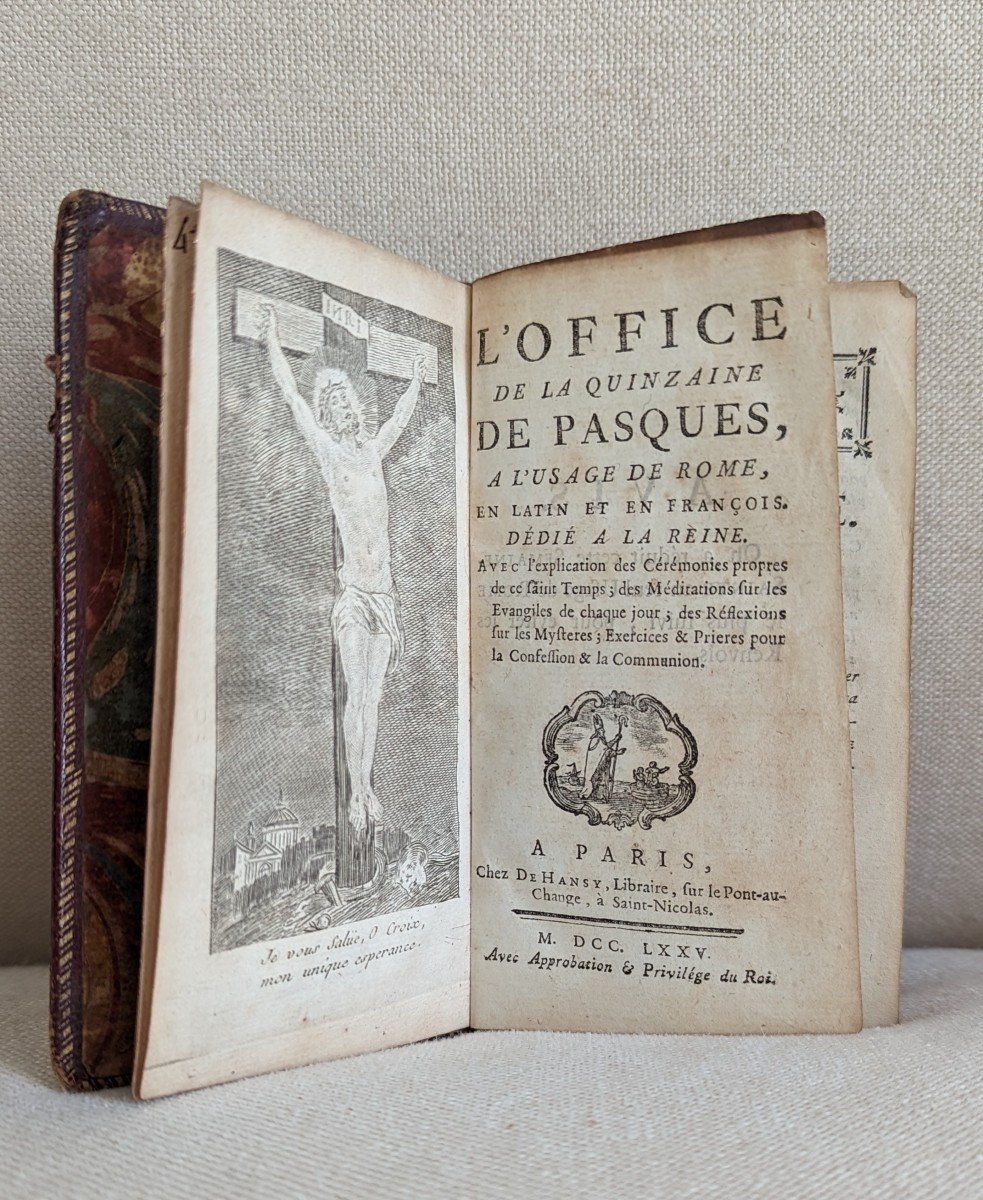 4
INRI
Je vous Salüe, O Croix,
mon unique esperance.
L'OFFICE
DE LA QUINZAINE
DE PASQUES,
A L'USAGE DE ROME,
EN LATIN ET EN FRANÇOIS.
DÉDIÉ A LA REINE.
AVEC l'explication des Cérémonies propres
de ce ſaint Temps ; des Méditations ſur les
Evangiles de chaque jour ; des Réflexions
ſur les Myſteres ; Exercices & Prieres pour
la Confeſſion & la Communion.
A PARIS,
Chez DE HANSY, Libraire, ſur le Pont-au-
Change, à Saint-Nicolas.
M. DCC. LXXV.
Avec Approbation & Privilége du Roi.